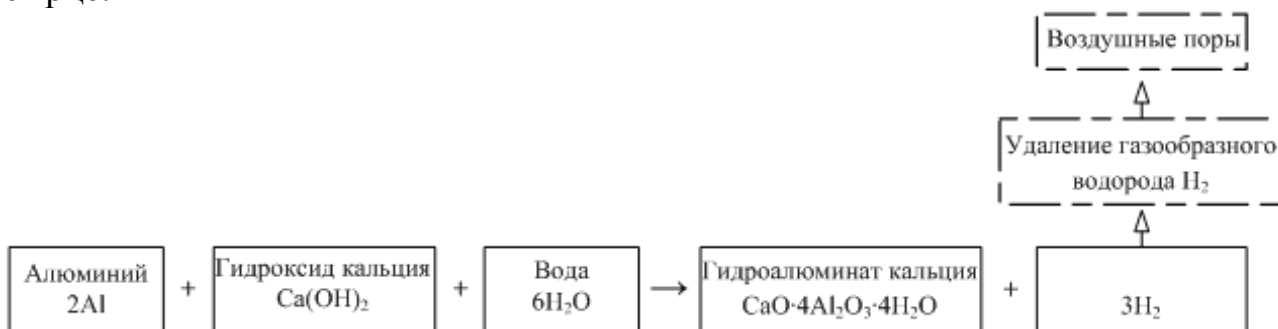 Воздушные поры
Удаление газообразного
водорода H₂
Алюминий
2Al
+
Гидроксид кальция
Ca(OH)₂
+
Вода
6H₂O
→
Гидроалюминат кальция
CaO·4Al₂O₃·4H₂O
+
3H₂